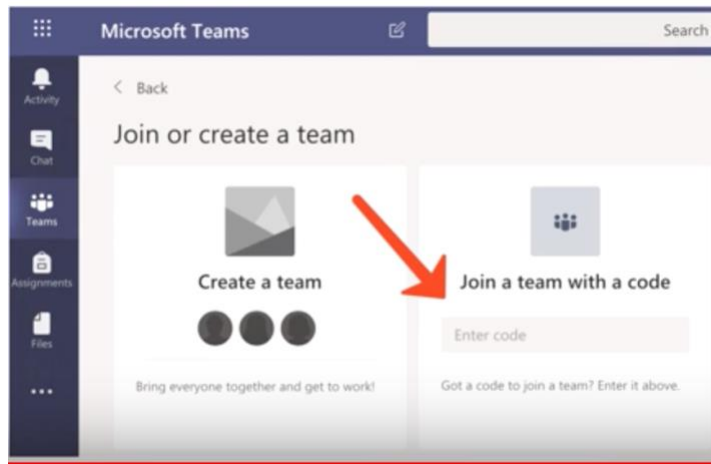 Microsoft Teams
Search
Activity
Chat
Teams
Assignments
Files
Back
Join or create a team
Create a team
Bring everyone together and get to work!
Join a team with a code
Enter code
Got a code to join a team? Enter it above.